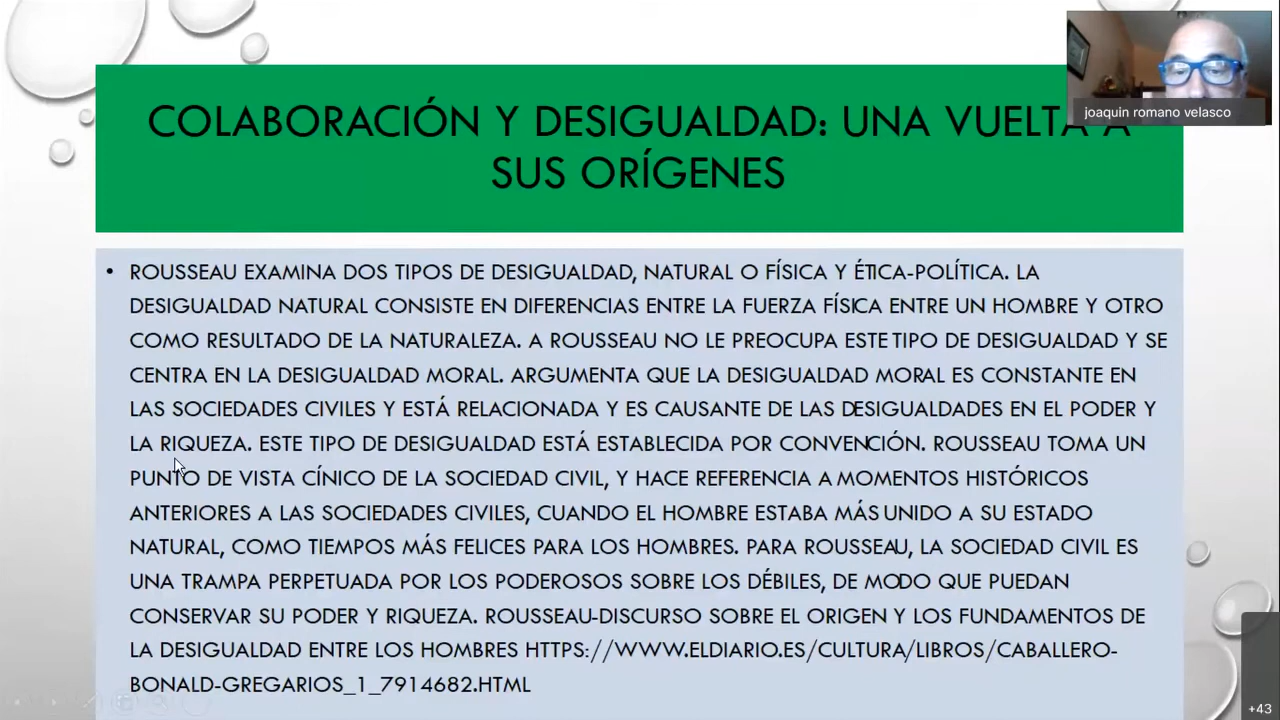 COLABORACIÓN Y DESIGUALDAD: UNA VUELTA A
SUS ORÍGENES
joaquin romano velasco
• ROUSSEAU EXAMINA DOS TIPOS DE DESIGUALDAD, NATURAL O FÍSICA Y ÉTICA-POLÍTICA. LA
DESIGUALDAD NATURAL CONSISTE EN DIFERENCIAS ENTRE LA FUERZA FÍSICA ENTRE UN HOMBRE Y OTRO
COMO RESULTADO DE LA NATURALEZA. A ROUSSEAU NO LE PREOCUPA ESTE TIPO DE DESIGUALDAD Y SE
CENTRA EN LA DESIGUALDAD MORAL. ARGUMENTA QUE LA DESIGUALDAD MORAL ES CONSTANTE EN
LAS SOCIEDADES CIVILES Y ESTÁ RELACIONADA Y ES CAUSANTE DE LAS DESIGUALDADES EN EL PODER Y
LA RIQUEZA. ESTE TIPO DE DESIGUALDAD ESTÁ ESTABLECIDA POR CONVENCIÓN. ROUSSEAU TOMA UN
PUNTO DE VISTA CÍNICO DE LA SOCIEDAD CIVIL, Y HACE REFERENCIA A MOMENTOS HISTÓRICOS
ANTERIORES A LAS SOCIEDADES CIVILES, CUANDO EL HOMBRE ESTABA MÁS UNIDO A SU ESTADO
NATURAL, COMO TIEMPOS MÁS FELICES PARA LOS HOMBRES. PARA ROUSSEAU, LA SOCIEDAD CIVIL ES
UNA TRAMPA PERPETUADA POR LOS PODEROSOS SOBRE LOS DÉBILES, DE MODO QUE PUEDAN
CONSERVAR SU PODER Y RIQUEZA. ROUSSEAU-DISCURSO SOBRE EL ORIGEN Y LOS FUNDAMENTOS DE
LA DESIGUALDAD ENTRE LOS HOMBRES HTTPS://WWW.ELDIARIO.ES/CULTURA/LIBROS/CABALLERO-
BONALD-GREGARIOS_1_7914682.HTML
+43